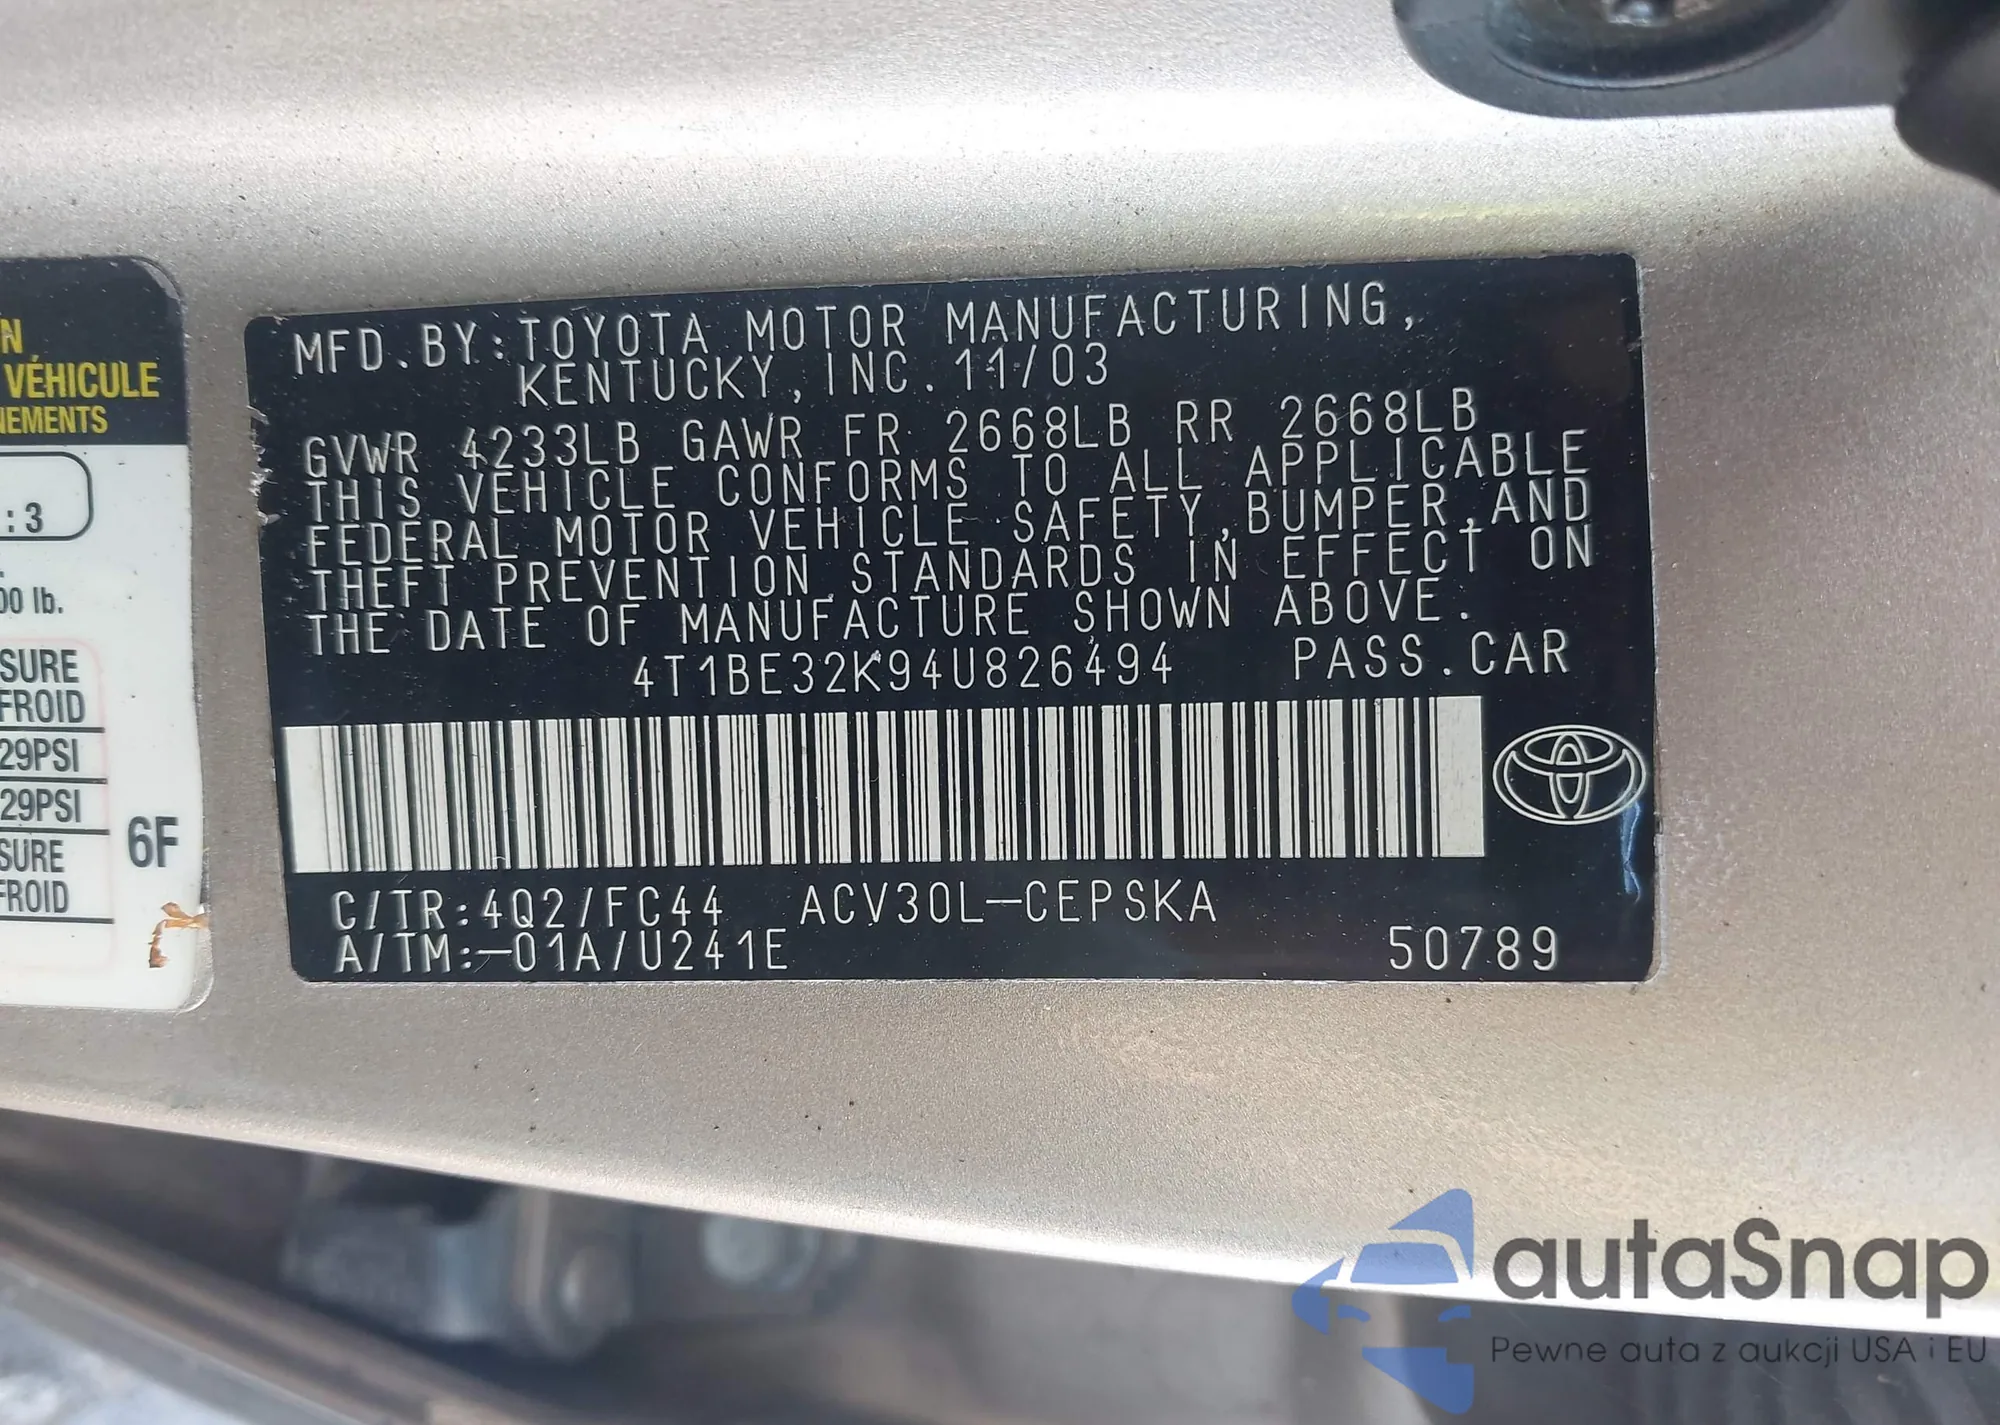 ÍN
VÉHICULE
NEMENTS
: 3
00 lb.
SURE
FROID
29PSI
29PSI
SURE
FROID
6F
MFD.BY:TOYOTA MOTOR MANUFACTURING,
KENTUCKY,INC.11/03
GVWR 4233LB GAWR FR 2668LB RR 2668LB
THIS VEHICLE CONFORMS TO ALL APPLICABLE
FEDERAL MOTOR VEHICLE SAFETY,BUMPER,AND
THEFT PREVENTION STANDARDS IN EFFECT ON
THE DATE OF MANUFACTURE SHOWN ABOVE.
4T1BE32K94U826494 PASS.CAR
C/TR:4Q2/FC44 ACV30L-CEPSKA
A/TM:-01A/U241E 50789
autaSnap
Pewne auta z aukcji USA i EU